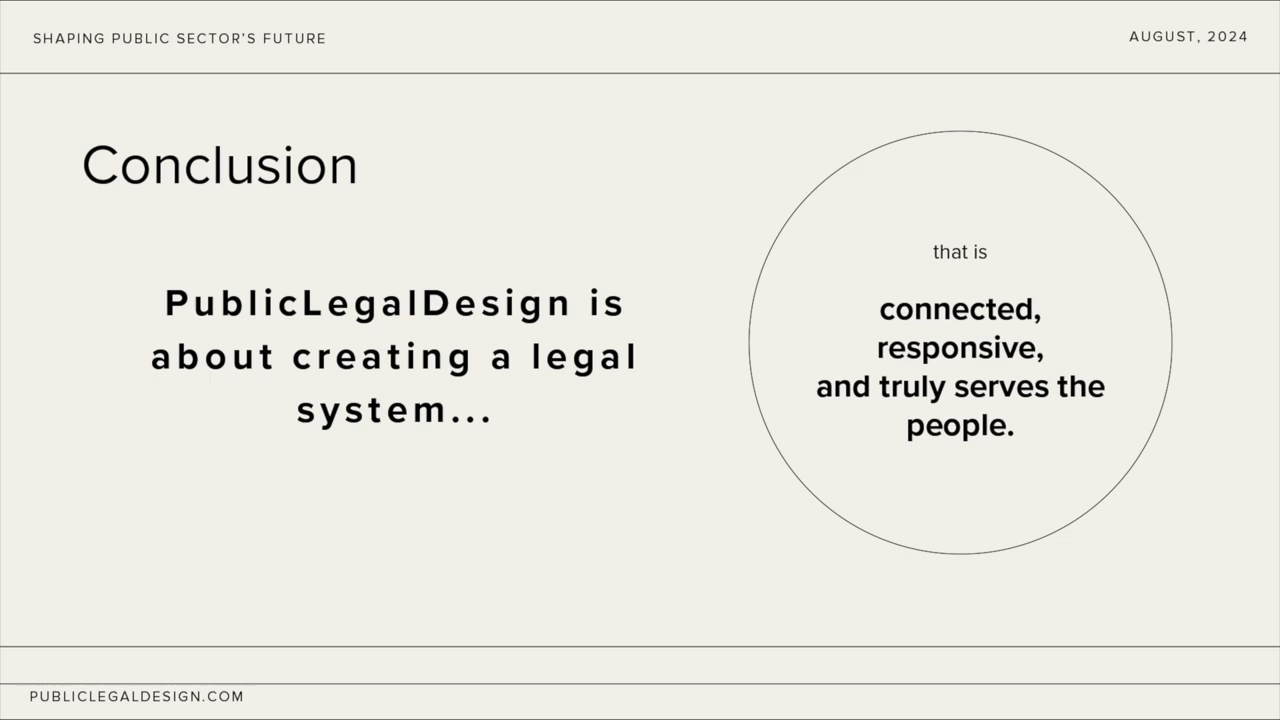 SHAPING PUBLIC SECTOR'S FUTURE
AUGUST, 2024
Conclusion
PublicLegalDesign is
about creating a legal
system...
that is
connected,
responsive,
and truly serves the
people.
PUBLICLEGALDESIGN.COM